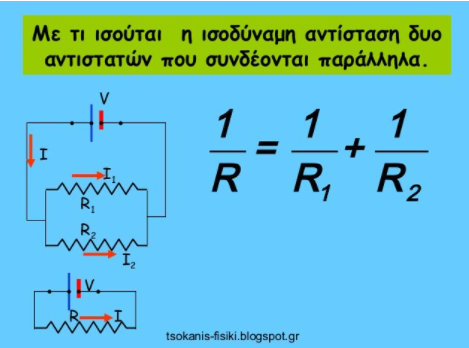 Με τι ισούται η ισοδύναμη αντίσταση δυο
αντιστατών που συνδέονται παράλληλα.
V
I
I1
R1
R2
I2
1/R = 1/R1 + 1/R2
V
R I
tsokanis-fisiki.blogspot.gr